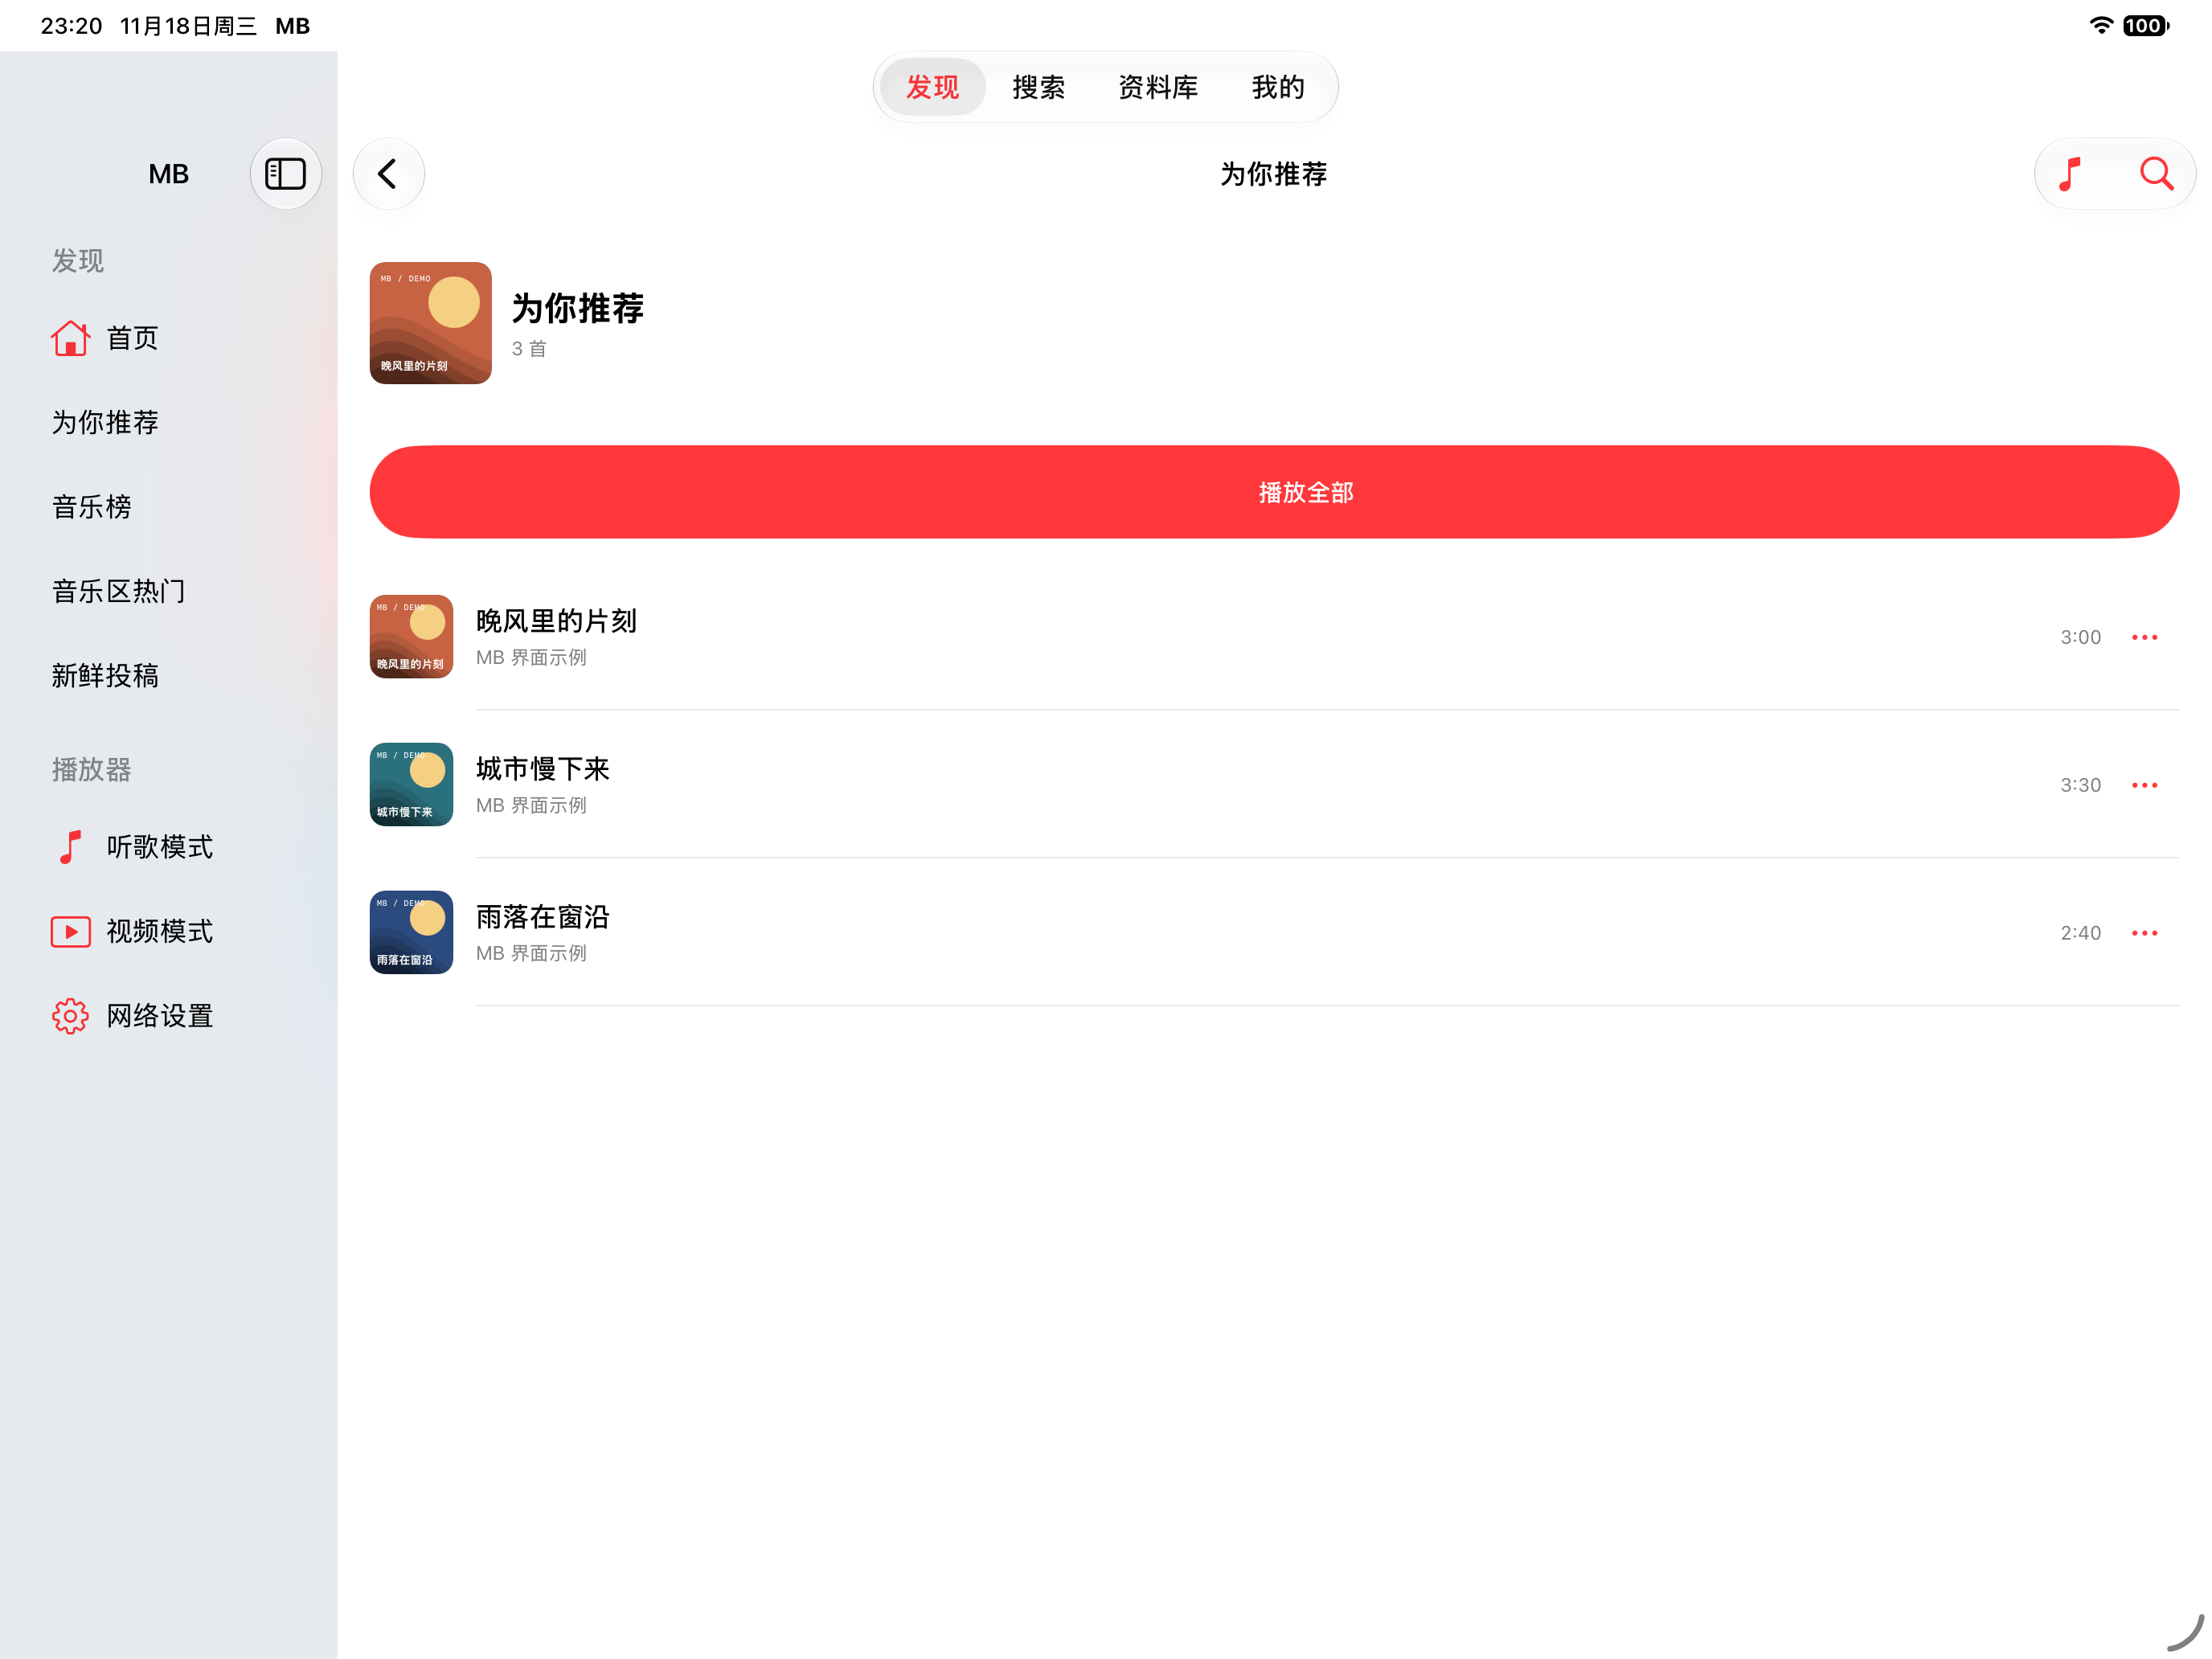 23:20 11月18日周三 MB
100
发现 搜索 资料库 我的
MB
为你推荐
发现
首页
为你推荐
音乐榜
音乐区热门
新鲜投稿
播放器
听歌模式
视频模式
网络设置
MB / DEMO
晚风里的片刻
为你推荐
3 首
播放全部
MB / DEMO
晚风里的片刻
晚风里的片刻
MB 界面示例
3:00
MB / DEMO
城市慢下来
城市慢下来
MB 界面示例
3:30
MB / DEMO
雨落在窗沿
雨落在窗沿
MB 界面示例
2:40